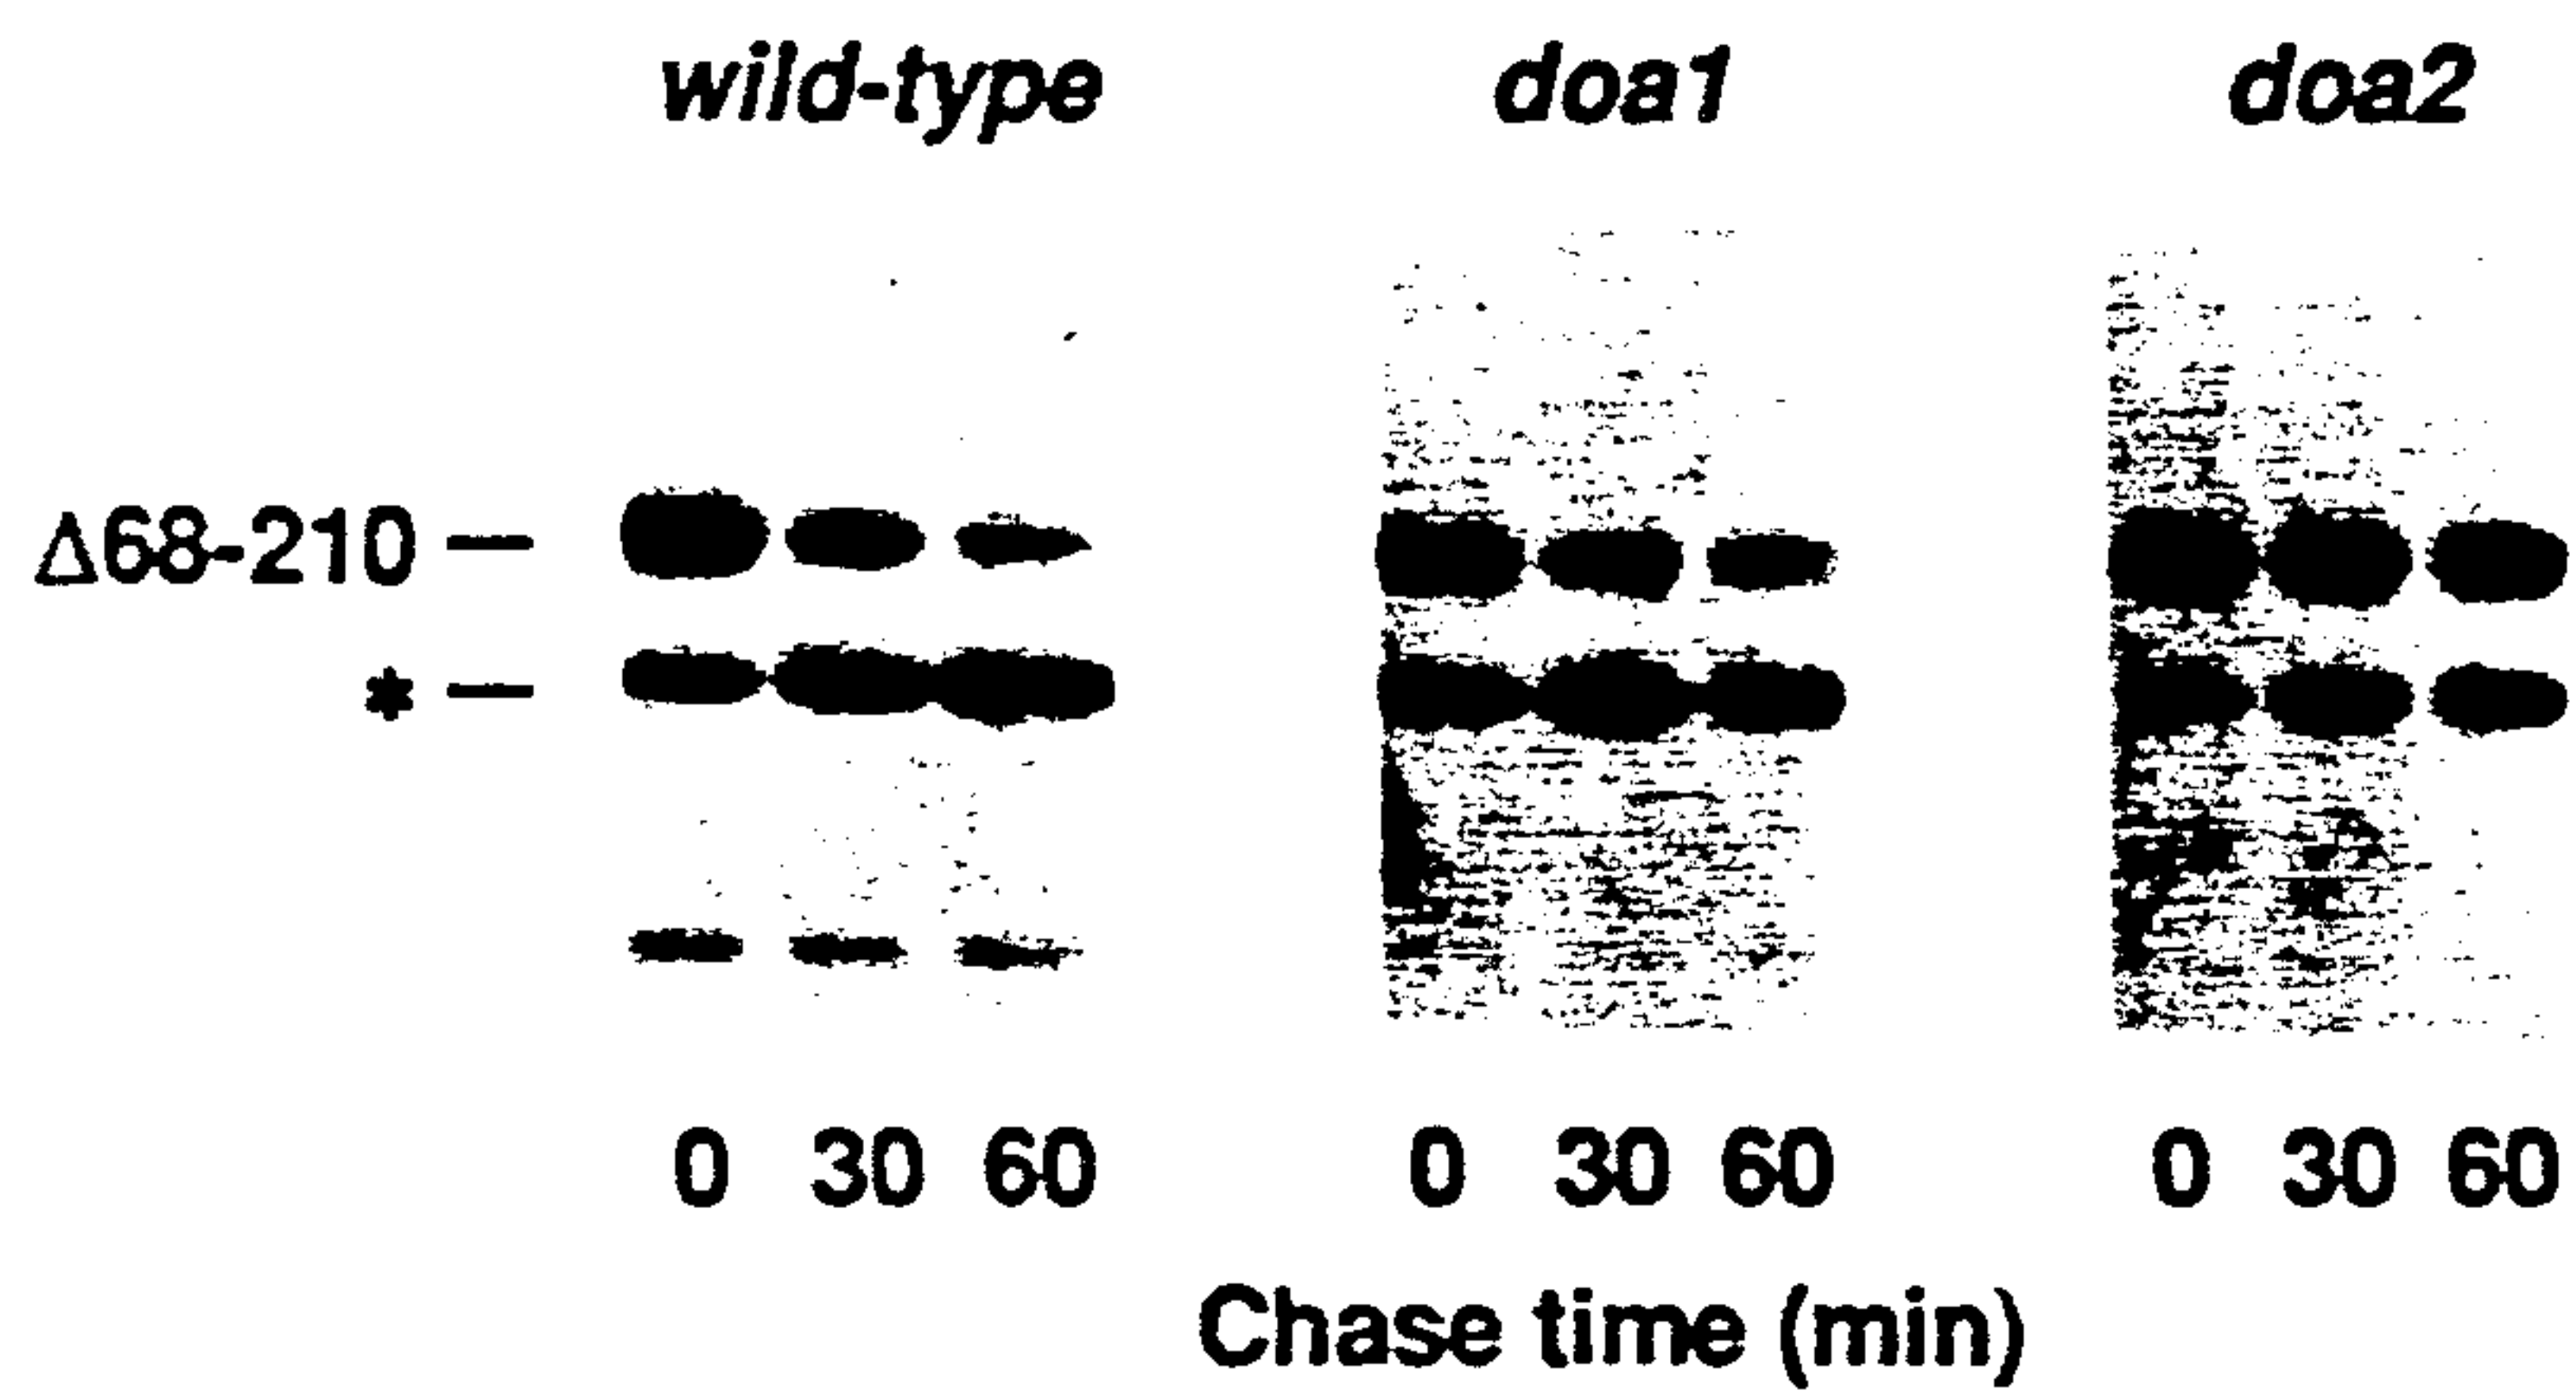 wild-type doa1 doa2
Δ68-210 –
* –
0 30 60 0 30 60 0 30 60
Chase time (min)